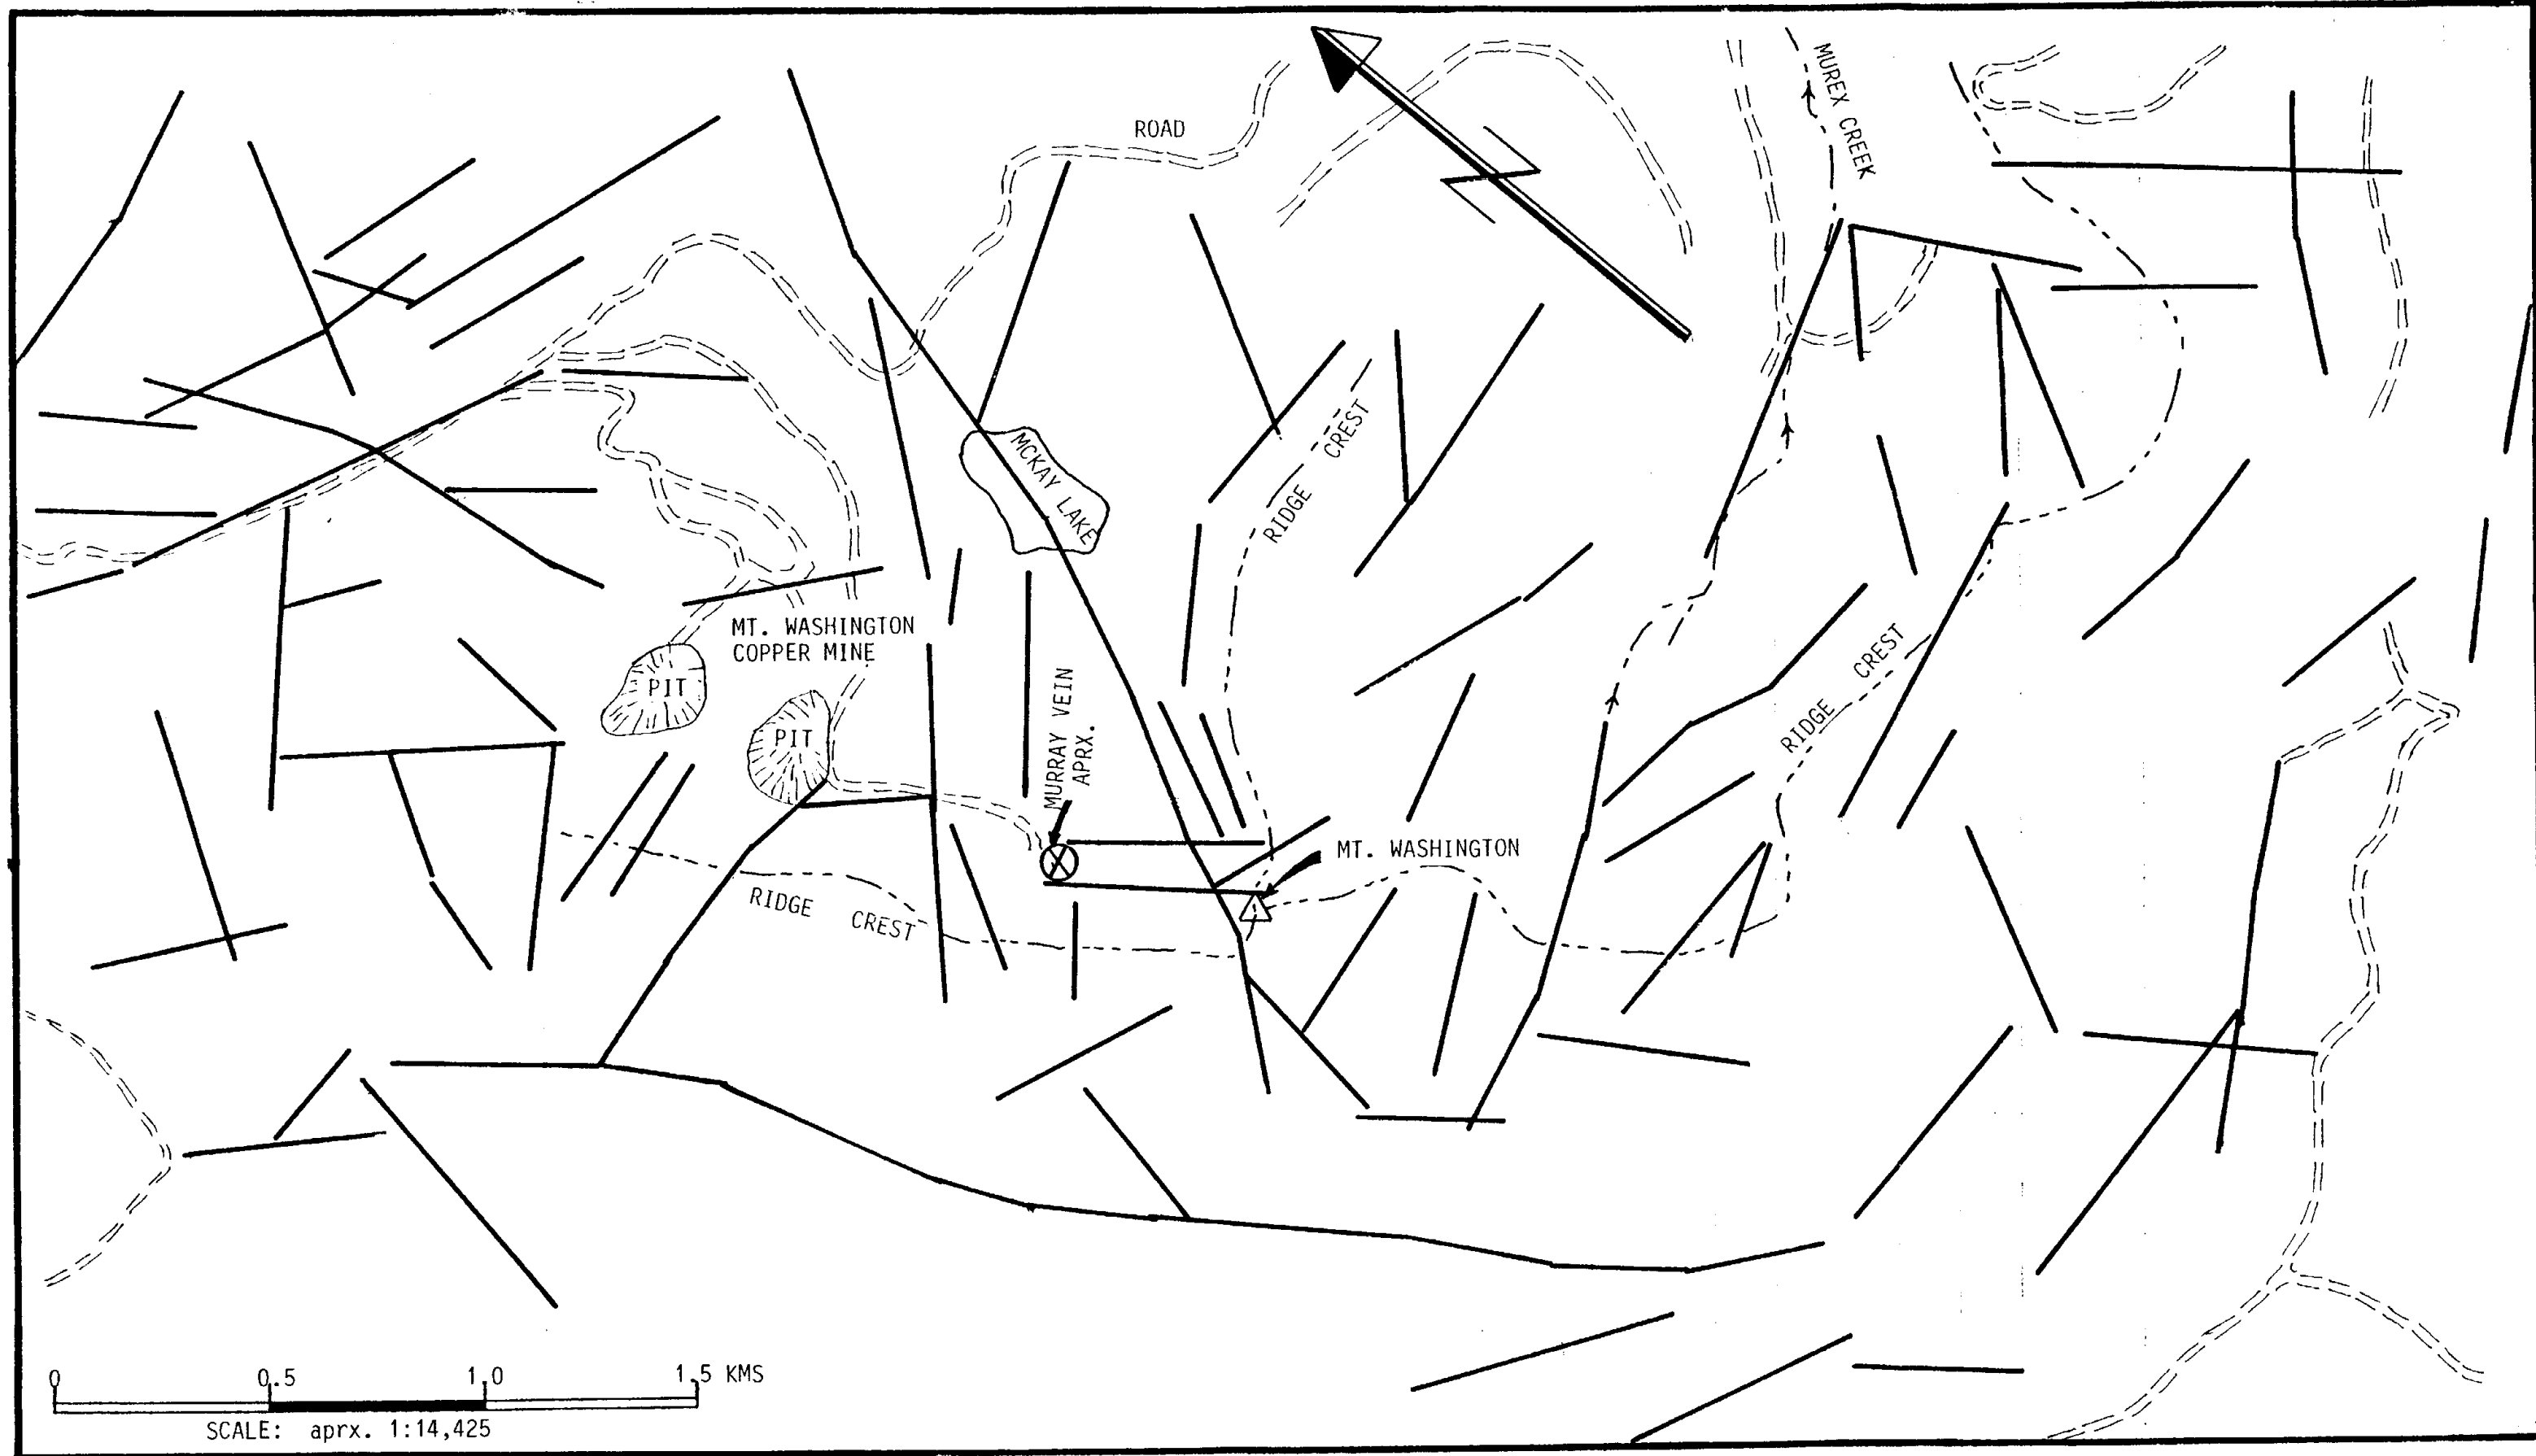 ROAD
MUREX CREEK
MCKAY LAKE
RIDGE CREST
MT. WASHINGTON
COPPER MINE
PIT
PIT
MURRAY VEIN
APRX.
RIDGE CREST
MT. WASHINGTON
RIDGE CREST
0 0.5 1.0 1.5 KMS
SCALE: aprx. 1:14,425